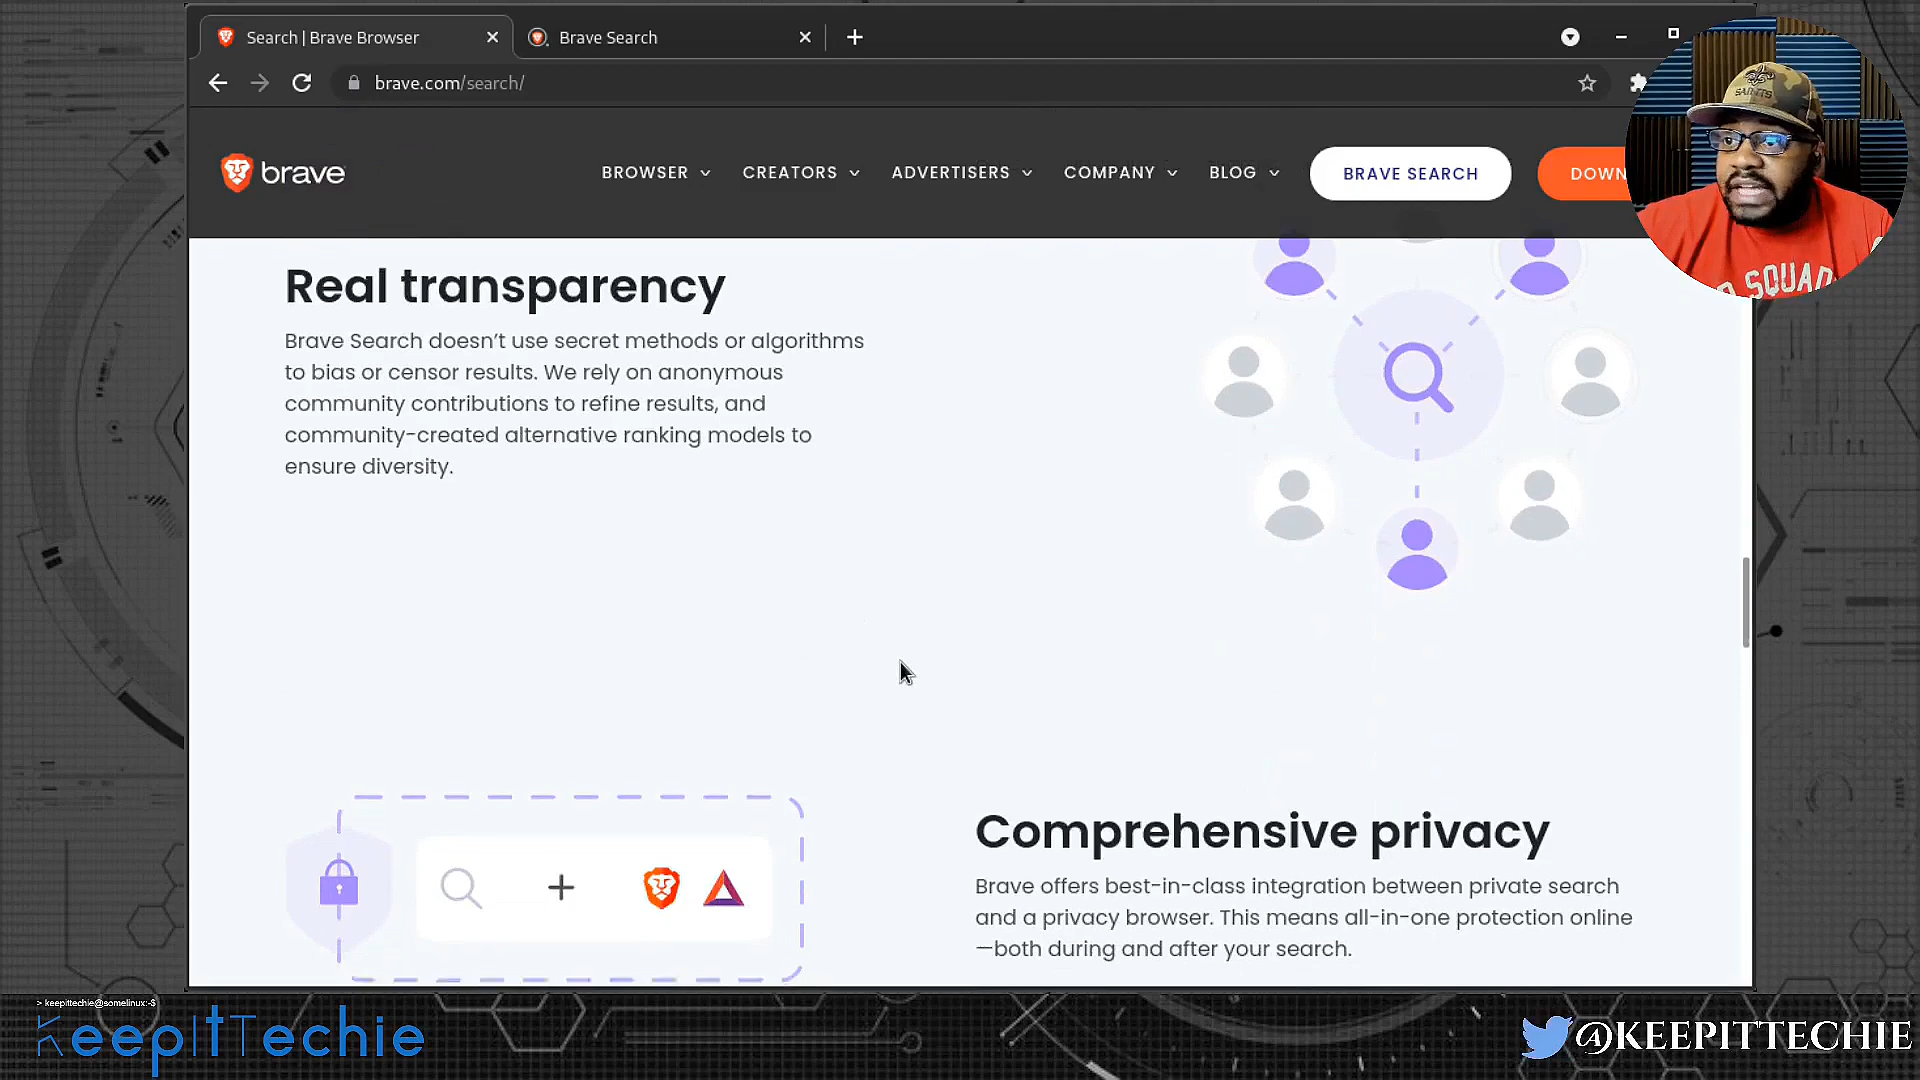 Search | Brave Browser
Brave Search
brave.com/search/
brave
BROWSER
CREATORS
ADVERTISERS
COMPANY
BLOG
BRAVE SEARCH
DOWN
SAINTS
SQUAD
Real transparency
Brave Search doesn’t use secret methods or algorithms
to bias or censor results. We rely on anonymous
community contributions to refine results, and
community-created alternative ranking models to
ensure diversity.
Comprehensive privacy
Brave offers best-in-class integration between private search
and a privacy browser. This means all-in-one protection online
—both during and after your search.
> keepittechie@somelinux:~$
KeepItTechie
@KEEPITTECHIE